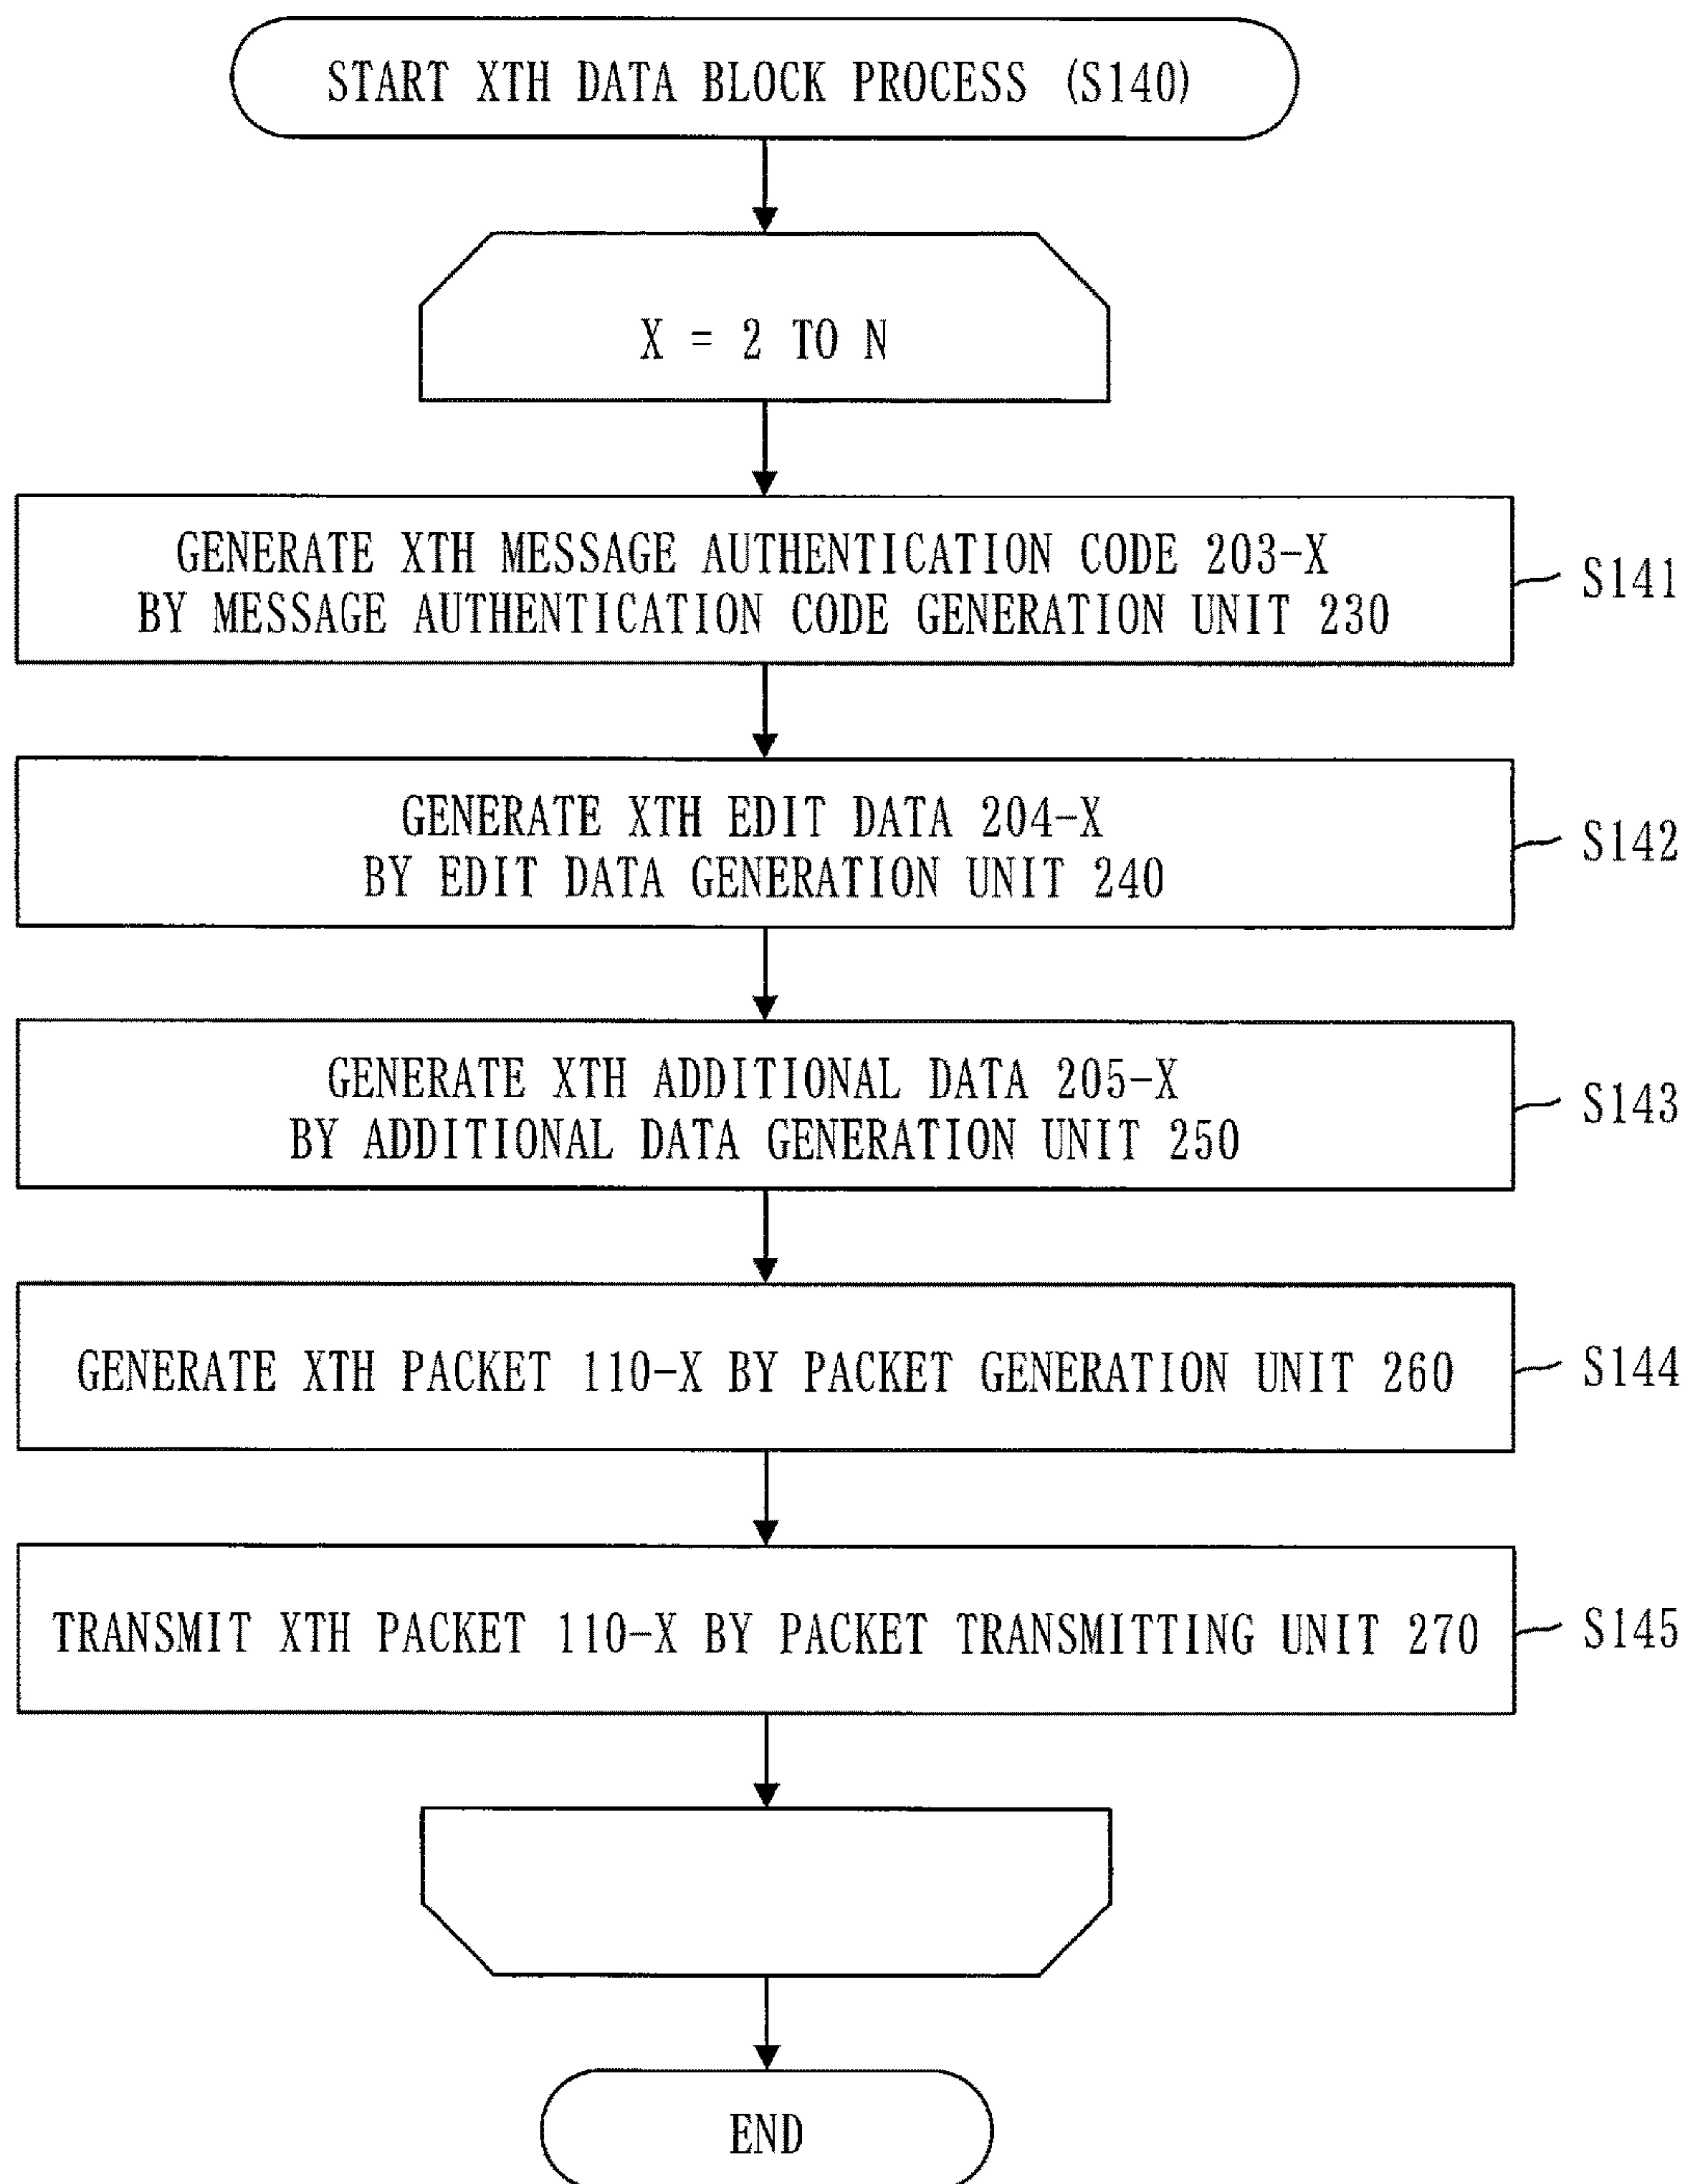 START XTH DATA BLOCK PROCESS (S140)
X = 2 TO N
GENERATE XTH MESSAGE AUTHENTICATION CODE 203-X
BY MESSAGE AUTHENTICATION CODE GENERATION UNIT 230
S141
GENERATE XTH EDIT DATA 204-X
BY EDIT DATA GENERATION UNIT 240
S142
GENERATE XTH ADDITIONAL DATA 205-X
BY ADDITIONAL DATA GENERATION UNIT 250
S143
GENERATE XTH PACKET 110-X BY PACKET GENERATION UNIT 260
S144
TRANSMIT XTH PACKET 110-X BY PACKET TRANSMITTING UNIT 270
S145
END